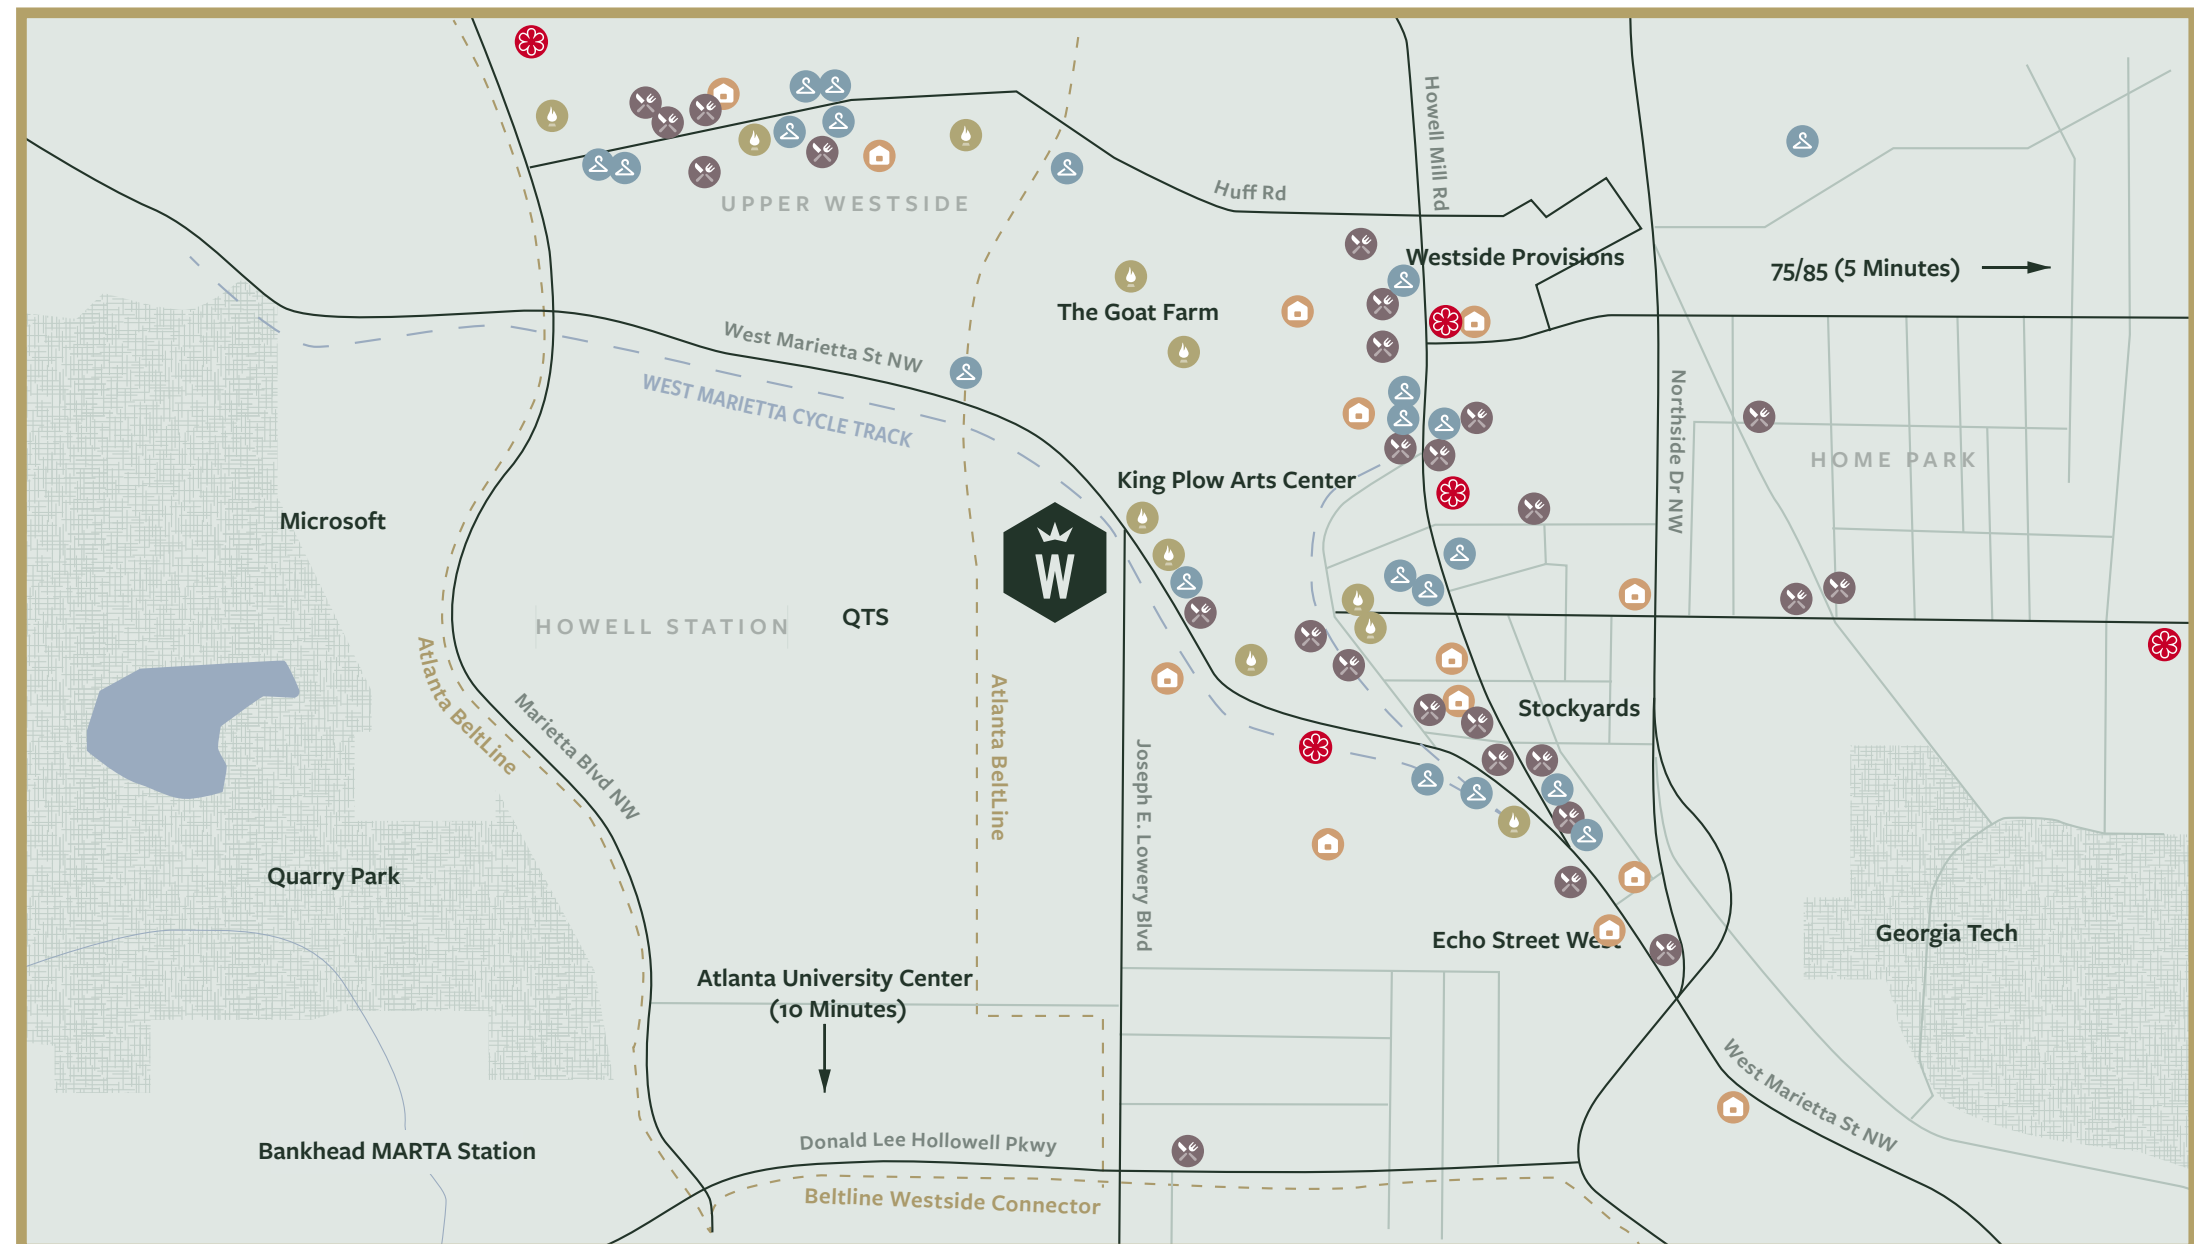 Howell Mill Rd
UPPER WESTSIDE
Huff Rd
Westside Provisions
75/85 (5 Minutes)
The Goat Farm
West Marietta St NW
WEST MARIETTA CYCLE TRACK
Northside Dr NW
HOME PARK
King Plow Arts Center
Microsoft
W
HOWELL STATION
QTS
Atlanta BeltLine
Marietta Blvd NW
Atlanta BeltLine
Stockyards
Joseph E. Lowery Blvd
Quarry Park
Echo Street West
Georgia Tech
Atlanta University Center
(10 Minutes)
West Marietta St NW
Donald Lee Hollowell Pkwy
Bankhead MARTA Station
Beltline Westside Connector